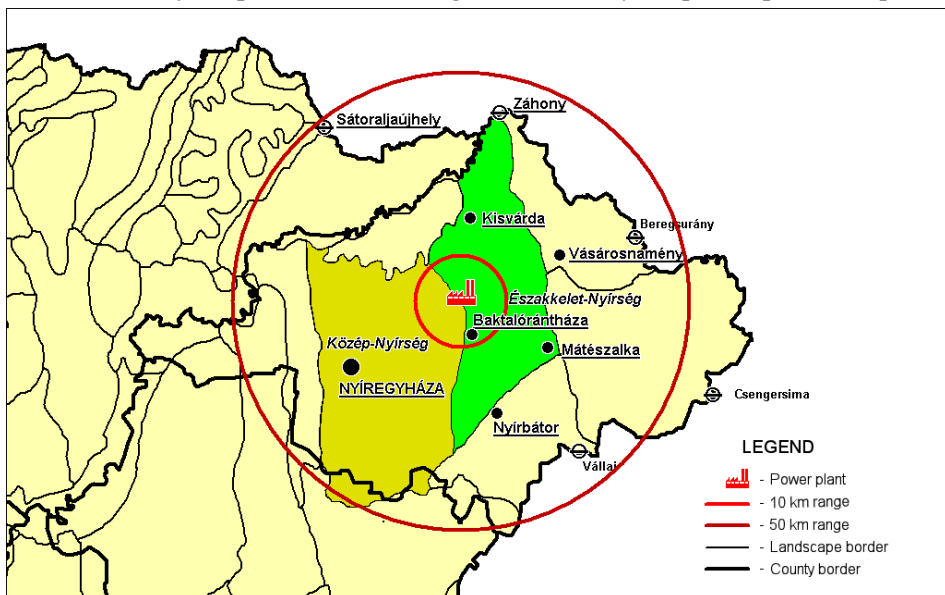 Záhony
Sátoraljaújhely
Kisvárda
Beregsurány
Vásárosnamény
Északkelet-Nyírség
Baktalórántháza
Közép-Nyírség
Mátészalka
NYÍREGYHÁZA
Csengersima
Nyírbátor
Vállaj
LEGEND
- Power plant
- 10 km range
- 50 km range
- Landscape border
- County border